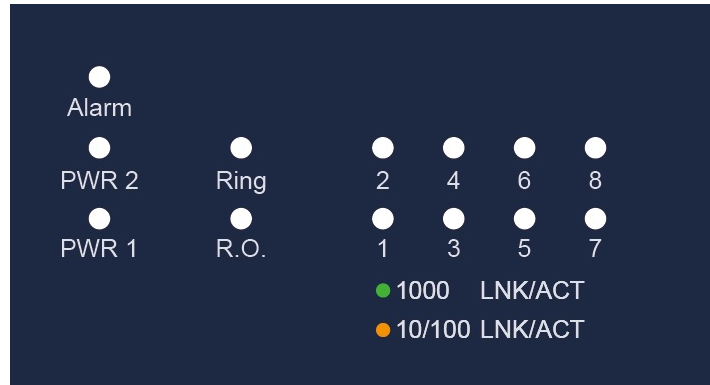 Alarm
PWR 2 Ring 2 4 6 8
PWR 1 R.O. 1 3 5 7
1000 LNK/ACT
10/100 LNK/ACT